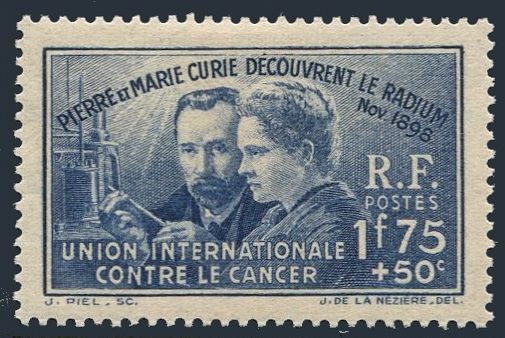 PIERRE ET MARIE CURIE DÉCOUVRENT LE RADIUM
NOV. 1898
R.F.
POSTES
UNION INTERNATIONALE
CONTRE LE CANCER
1f75
+50c
J. PIEL. SC.
J. DE LA NÉZIÈRE. DEL.